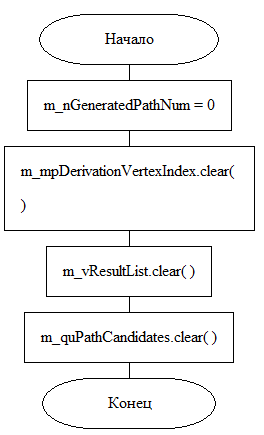 Начало
m_nGeneratedPathNum = 0
m_mpDerivationVertexIndex.clear(
)
m_vResultList.clear( )
m_quPathCandidates.clear( )
Конец